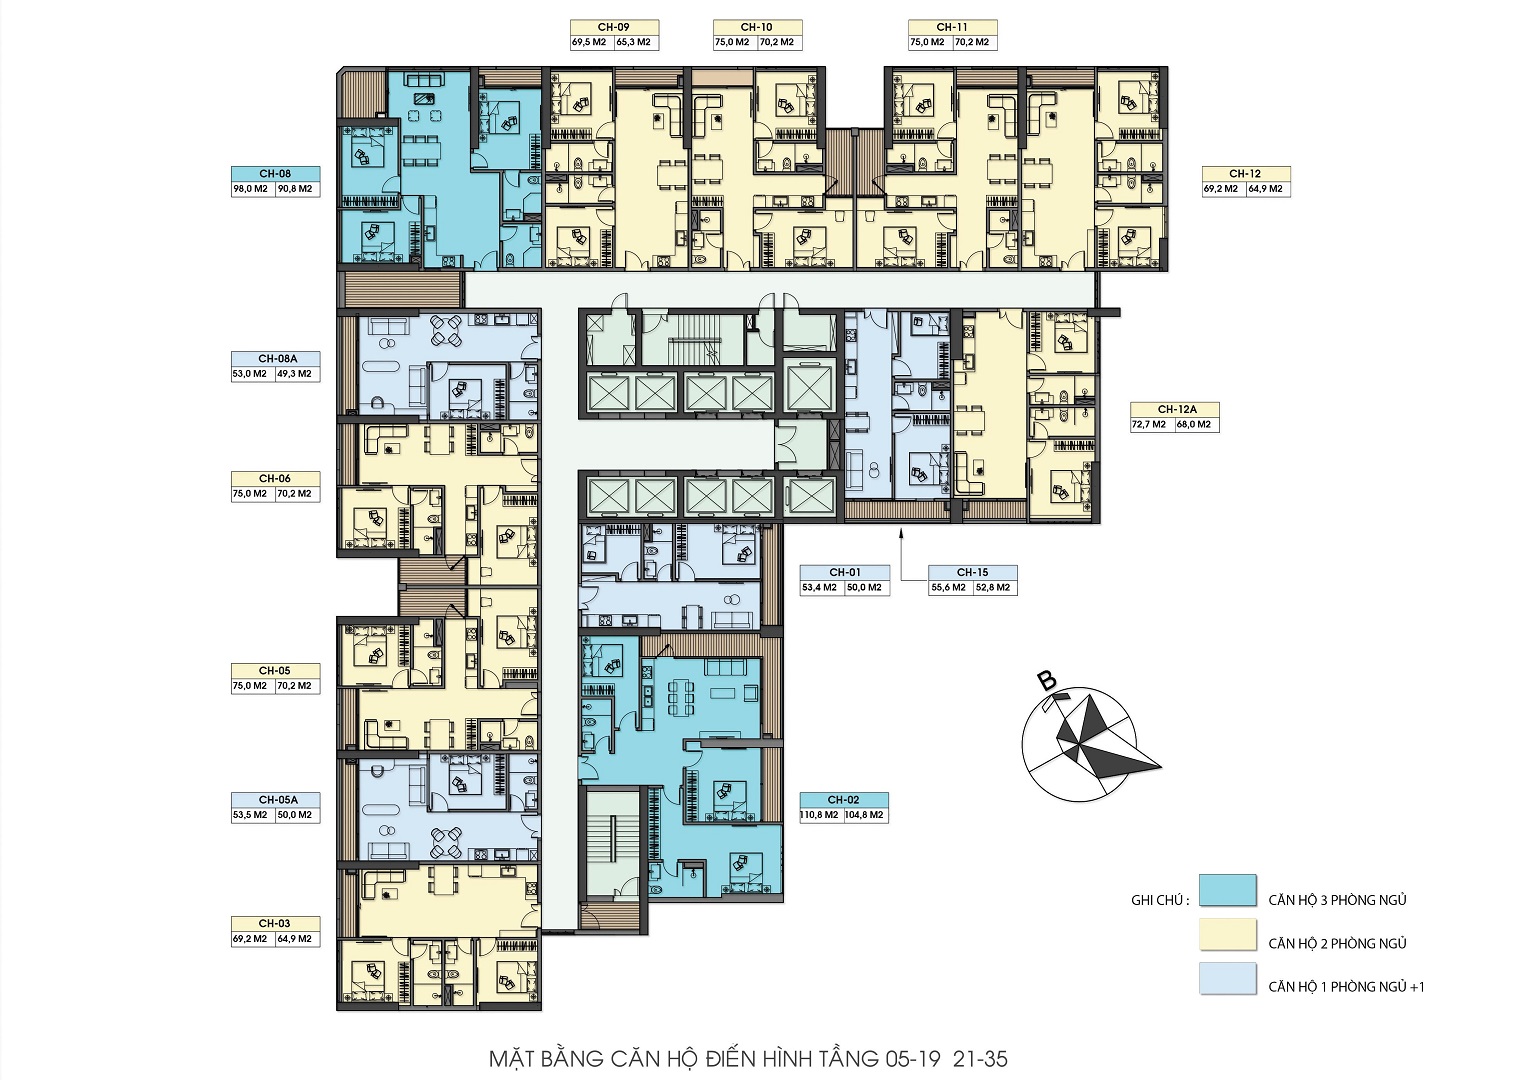 CH-09
69,5 M2 65,3 M2
CH-10
75,0 M2 70,2 M2
CH-11
75,0 M2 70,2 M2
CH-08
98,0 M2 90,8 M2
CH-12
69,2 M2 64,9 M2
CH-08A
53,0 M2 49,3 M2
CH-12A
72,7 M2 68,0 M2
CH-06
75,0 M2 70,2 M2
CH-01
53,4 M2 50,0 M2
CH-15
55,6 M2 52,8 M2
CH-05
75,0 M2 70,2 M2
B
CH-05A
53,5 M2 50,0 M2
CH-02
110,8 M2 104,8 M2
CH-03
69,2 M2 64,9 M2
GHI CHÚ :
CĂN HỘ 3 PHÒNG NGỦ
CĂN HỘ 2 PHÒNG NGỦ
CĂN HỘ 1 PHÒNG NGỦ +1
MẶT BẰNG CĂN HỘ ĐIỂN HÌNH TẦNG 05-19 21-35